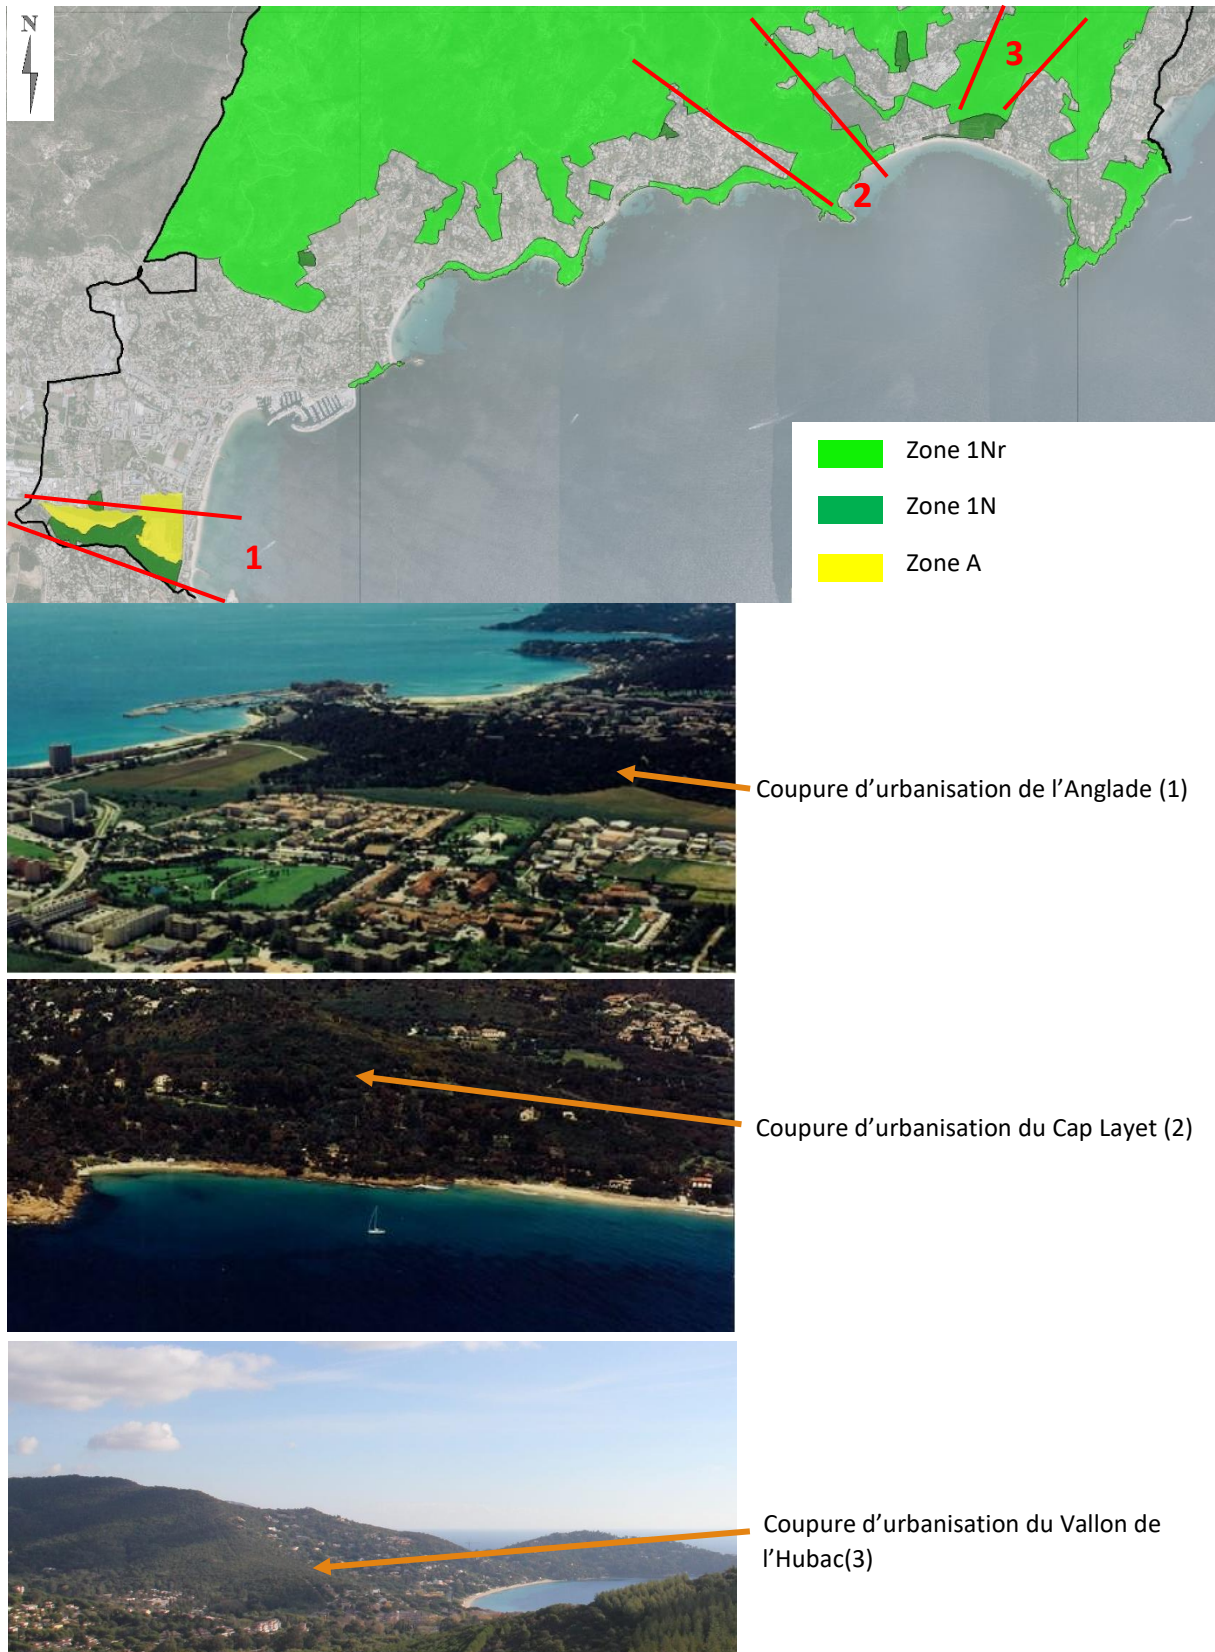 N
3
2
1
Zone 1Nr
Zone 1N
Zone A
Coupure d’urbanisation de l’Anglade (1)
Coupure d’urbanisation du Cap Layet (2)
Coupure d’urbanisation du Vallon de
l’Hubac(3)